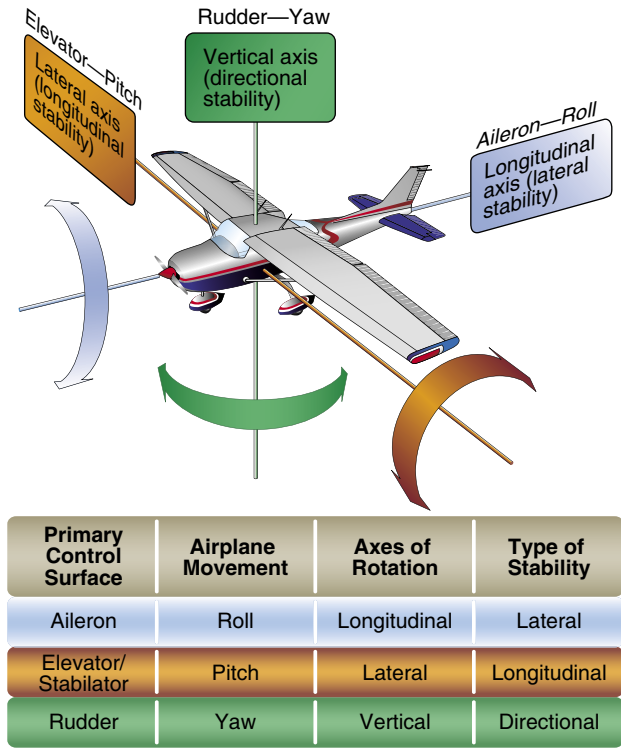 Rudder—Yaw
Vertical axis
(directional
stability)
Elevator—Pitch
Lateral axis
(longitudinal
stability)
Aileron—Roll
Longitudinal
axis (lateral
stability)
Primary
Control
Surface
Airplane
Movement
Axes of
Rotation
Type of
Stability
Aileron
Roll
Longitudinal
Lateral
Elevator/
Stabilator
Pitch
Lateral
Longitudinal
Rudder
Yaw
Vertical
Directional